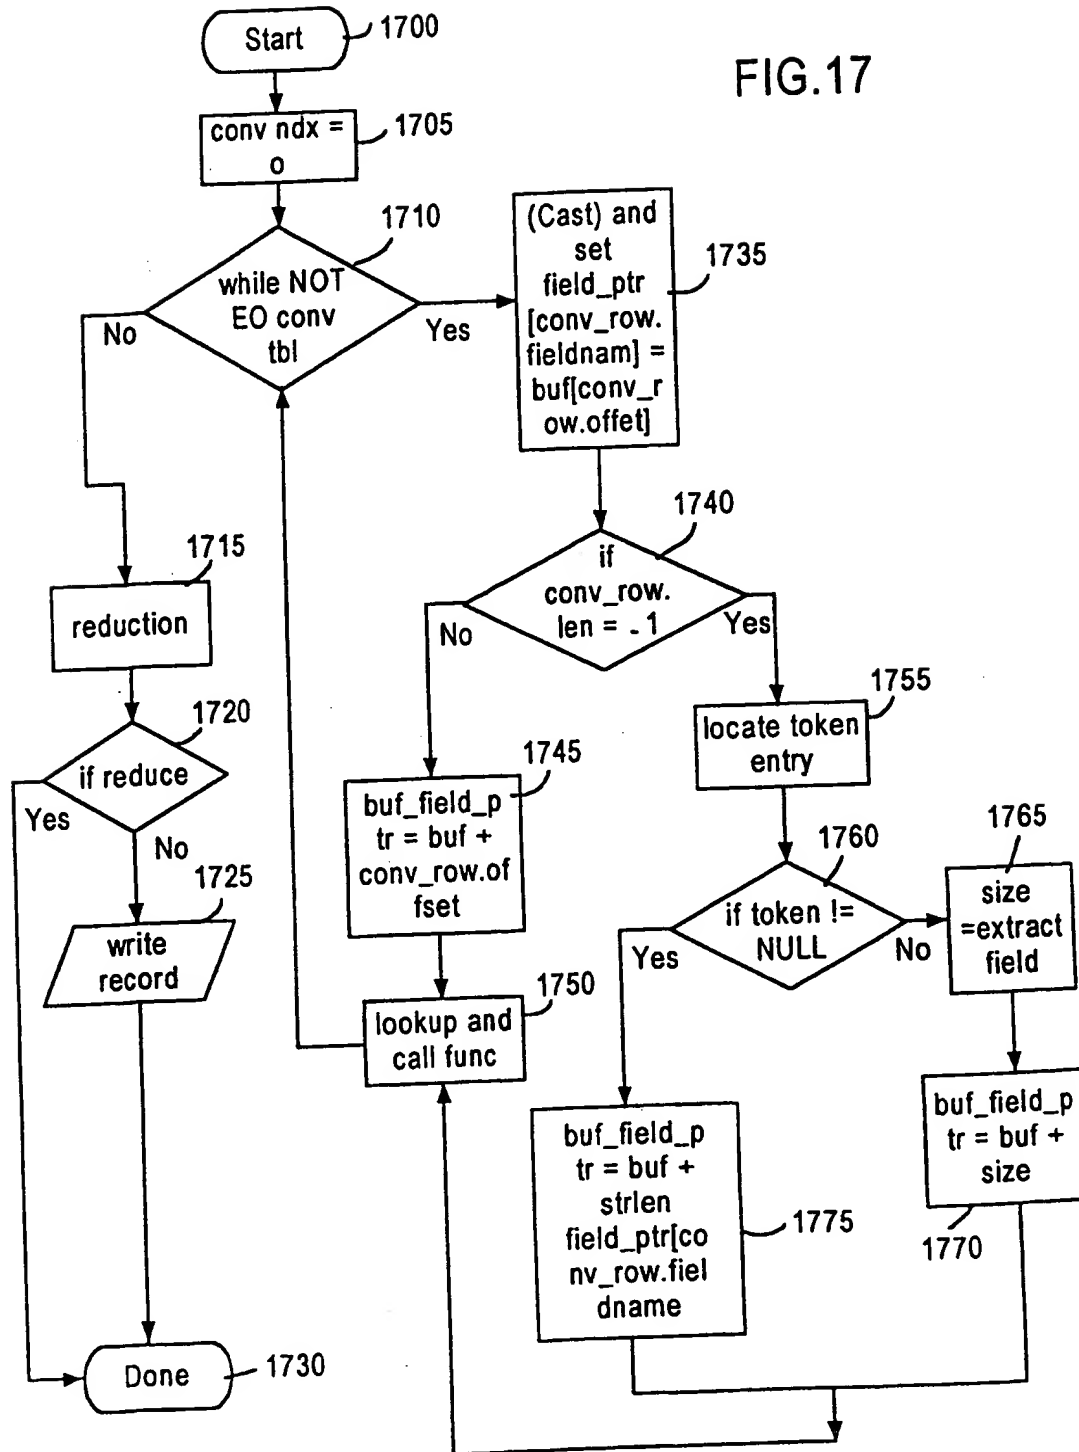 Start
1700
FIG.17
conv ndx =
o
1705
1710
while NOT
EO conv
tbl
No
Yes
(Cast) and
set
field_ptr
[conv_row.
fieldnam] =
buf[conv_r
ow.offet]
1735
1740
if
conv_row.
len = - 1
No
Yes
1715
reduction
1720
if reduce
Yes
No
1725
write
record
1745
buf_field_p
tr = buf +
conv_row.of
fset
1750
lookup and
call func
1755
locate token
entry
1760
if token !=
NULL
Yes
No
1765
size
=extract
field
buf_field_p
tr = buf +
size
1770
buf_field_p
tr = buf +
strlen
field_ptr[co
nv_row.fiel
dname
1775
Done
1730